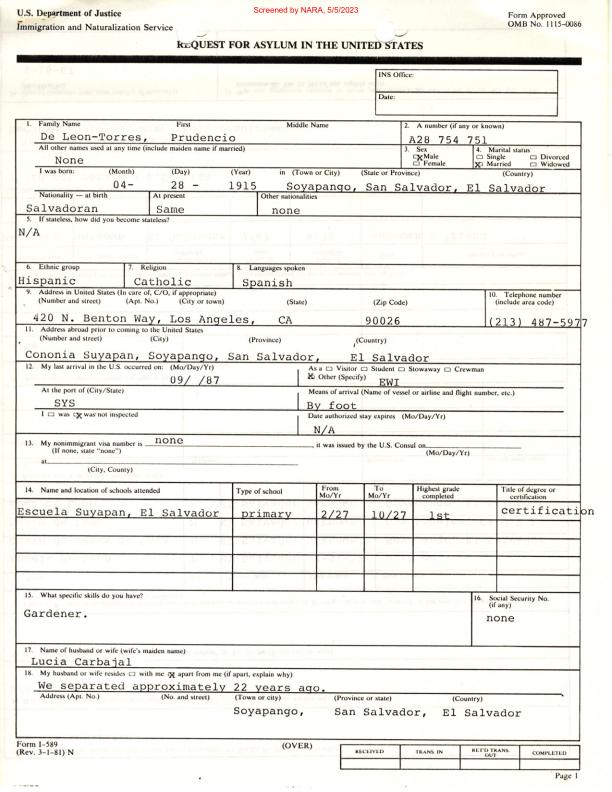 Screened by NARA, 5/5/2023
U.S. Department of Justice
Immigration and Naturalization Service
Form Approved
OMB No. 1115-0086
REQUEST FOR ASYLUM IN THE UNITED STATES
INS Office:
Date:
1. Family Name First Middle Name
De Leon-Torres, Prudencio
2. A number (if any or known)
A28 754 751
All other names used at any time (include maiden name if married)
None
3. Sex
☒ Male
☐ Female
4. Marital status
☐ Single ☐ Divorced
☒ Married ☐ Widowed
I was born: (Month) (Day) (Year) in (Town or City) (State or Province) (Country)
04- 28 - 1915 Soyapango, San Salvador, El Salvador
Nationality — at birth At present Other nationalities
Salvadoran Same none
5. If stateless, how did you become stateless?
N/A
6. Ethnic group 7. Religion 8. Languages spoken
Hispanic Catholic Spanish
9. Address in United States (In care of, C/O, if appropriate)
(Number and street) (Apt. No.) (City or town) (State) (Zip Code)
420 N. Benton Way, Los Angeles, CA 90026
10. Telephone number
(include area code)
(213) 487-5977
11. Address abroad prior to coming to the United States
(Number and street) (City) (Province) (Country)
Cononia Suyapan, Soyapango, San Salvador, El Salvador
12. My last arrival in the U.S. occurred on: (Mo/Day/Yr)
09/ /87
As a ☐ Visitor ☐ Student ☐ Stowaway ☐ Crewman
☒ Other (Specify) EWI
At the port of (City/State)
SYS
Means of arrival (Name of vessel or airline and flight number, etc.)
By foot
I ☐ was ☒ was not inspected
Date authorized stay expires (Mo/Day/Yr)
N/A
13. My nonimmigrant visa number is none, it was issued by the U.S. Consul on
(If none, state "none") (Mo/Day/Yr)
at
(City, County)
14. Name and location of schools attended Type of school From Mo/Yr To Mo/Yr Highest grade completed Title of degree or certification
Escuela Suyapan, El Salvador primary 2/27 10/27 1st certification
15. What specific skills do you have?
Gardener.
16. Social Security No.
(if any)
none
17. Name of husband or wife (wife's maiden name)
Lucia Carbajal
18. My husband or wife resides ☐ with me ☒ apart from me (if apart, explain why)
We separated approximately 22 years ago.
Address (Apt. No.) (No. and street) (Town or city) (Province or state) (Country)
Soyapango, San Salvador, El Salvador
Form I-589
(Rev. 3-1-81) N
(OVER)
RECEIVED TRANS. IN RET'D TRANS. OUT COMPLETED
Page 1